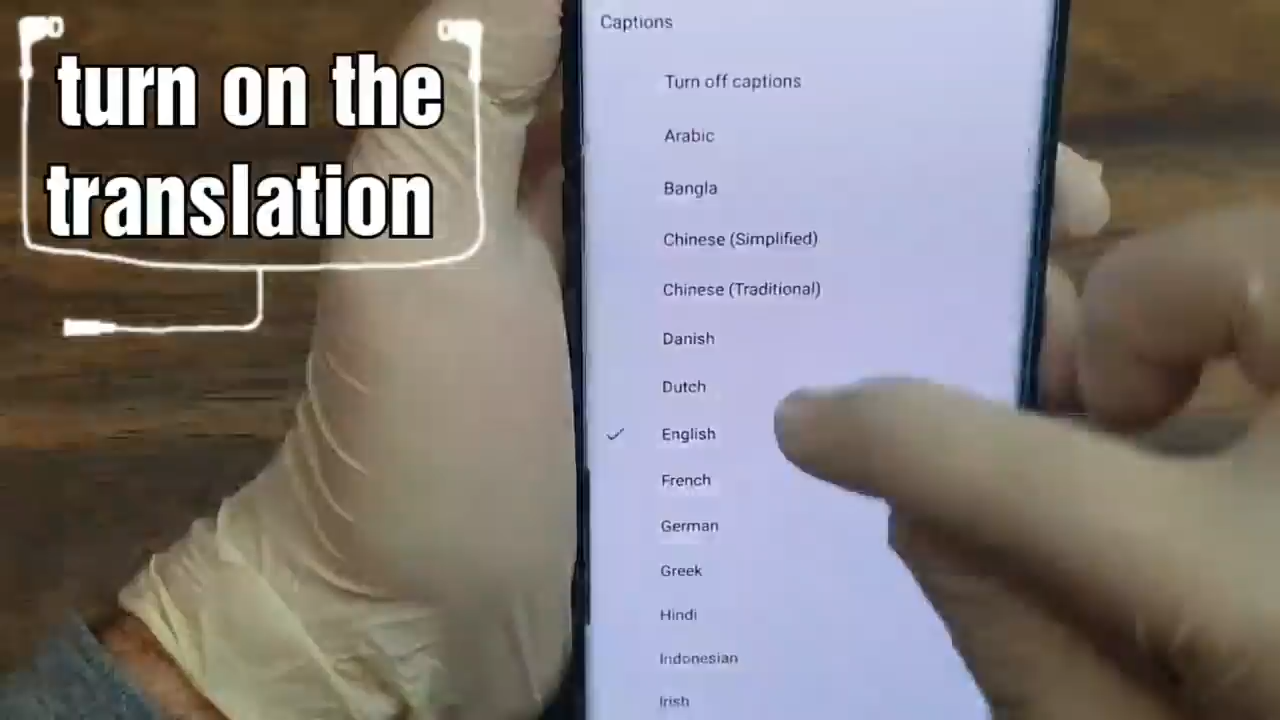 turn on the
translation
Captions
Turn off captions
Arabic
Bangla
Chinese (Simplified)
Chinese (Traditional)
Danish
Dutch
English
French
German
Greek
Hindi
Indonesian
Irish